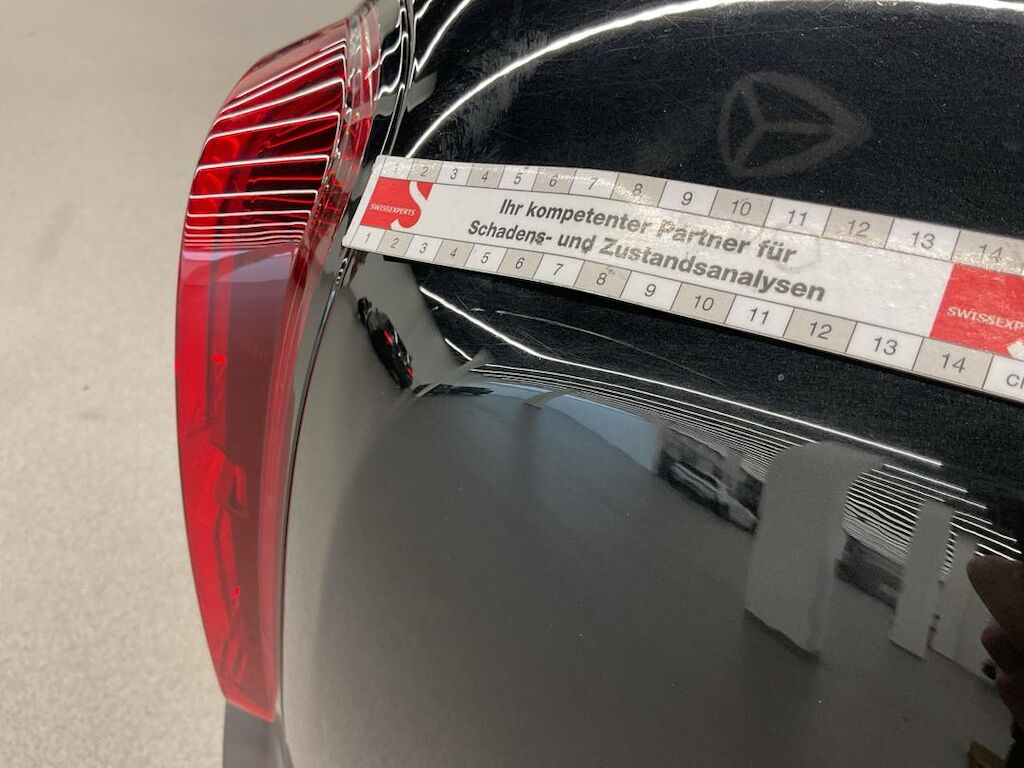 1 2 3 4 5 6 7 8 9 10 11 12 13 14
SWISSEXPERTS
Ihr kompetenter Partner für
Schadens- und Zustandsanalysen
SWISSEXP
1 2 3 4 5 6 7 8 9 10 11 12 13 14 c